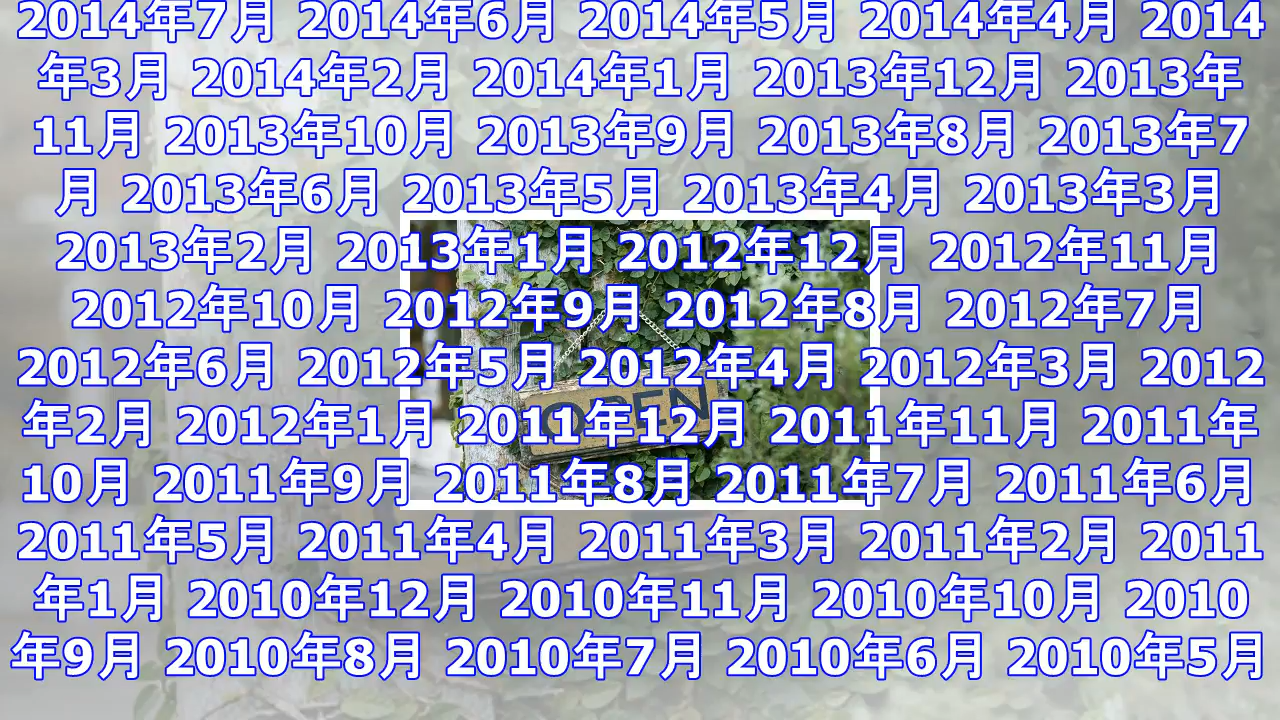 2014年7月 2014年6月 2014年5月 2014年4月 2014
年3月 2014年2月 2014年1月 2013年12月 2013年
11月 2013年10月 2013年9月 2013年8月 2013年7
月 2013年6月 2013年5月 2013年4月 2013年3月
2013年2月 2013年1月 2012年12月 2012年11月
2012年10月 2012年9月 2012年8月 2012年7月
2012年6月 2012年5月 2012年4月 2012年3月 2012
年2月 2012年1月 2011年12月 2011年11月 2011年
OPEN
10月 2011年9月 2011年8月 2011年7月 2011年6月
2011年5月 2011年4月 2011年3月 2011年2月 2011
年1月 2010年12月 2010年11月 2010年10月 2010
年9月 2010年8月 2010年7月 2010年6月 2010年5月